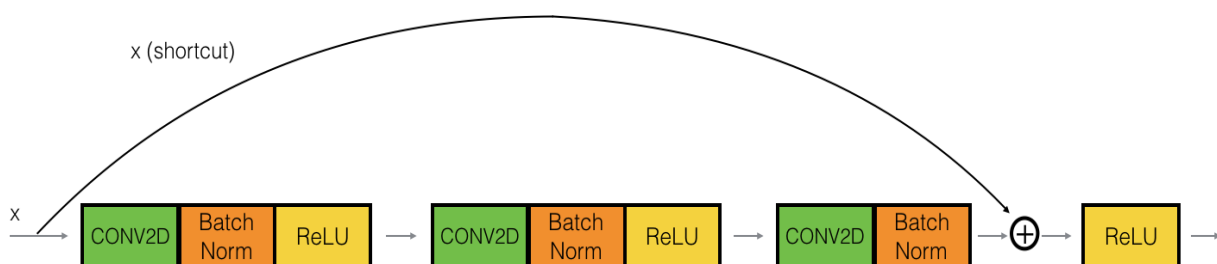 x (shortcut)
x
CONV2D
Batch
Norm
ReLU
CONV2D
Batch
Norm
ReLU
CONV2D
Batch
Norm
+
ReLU